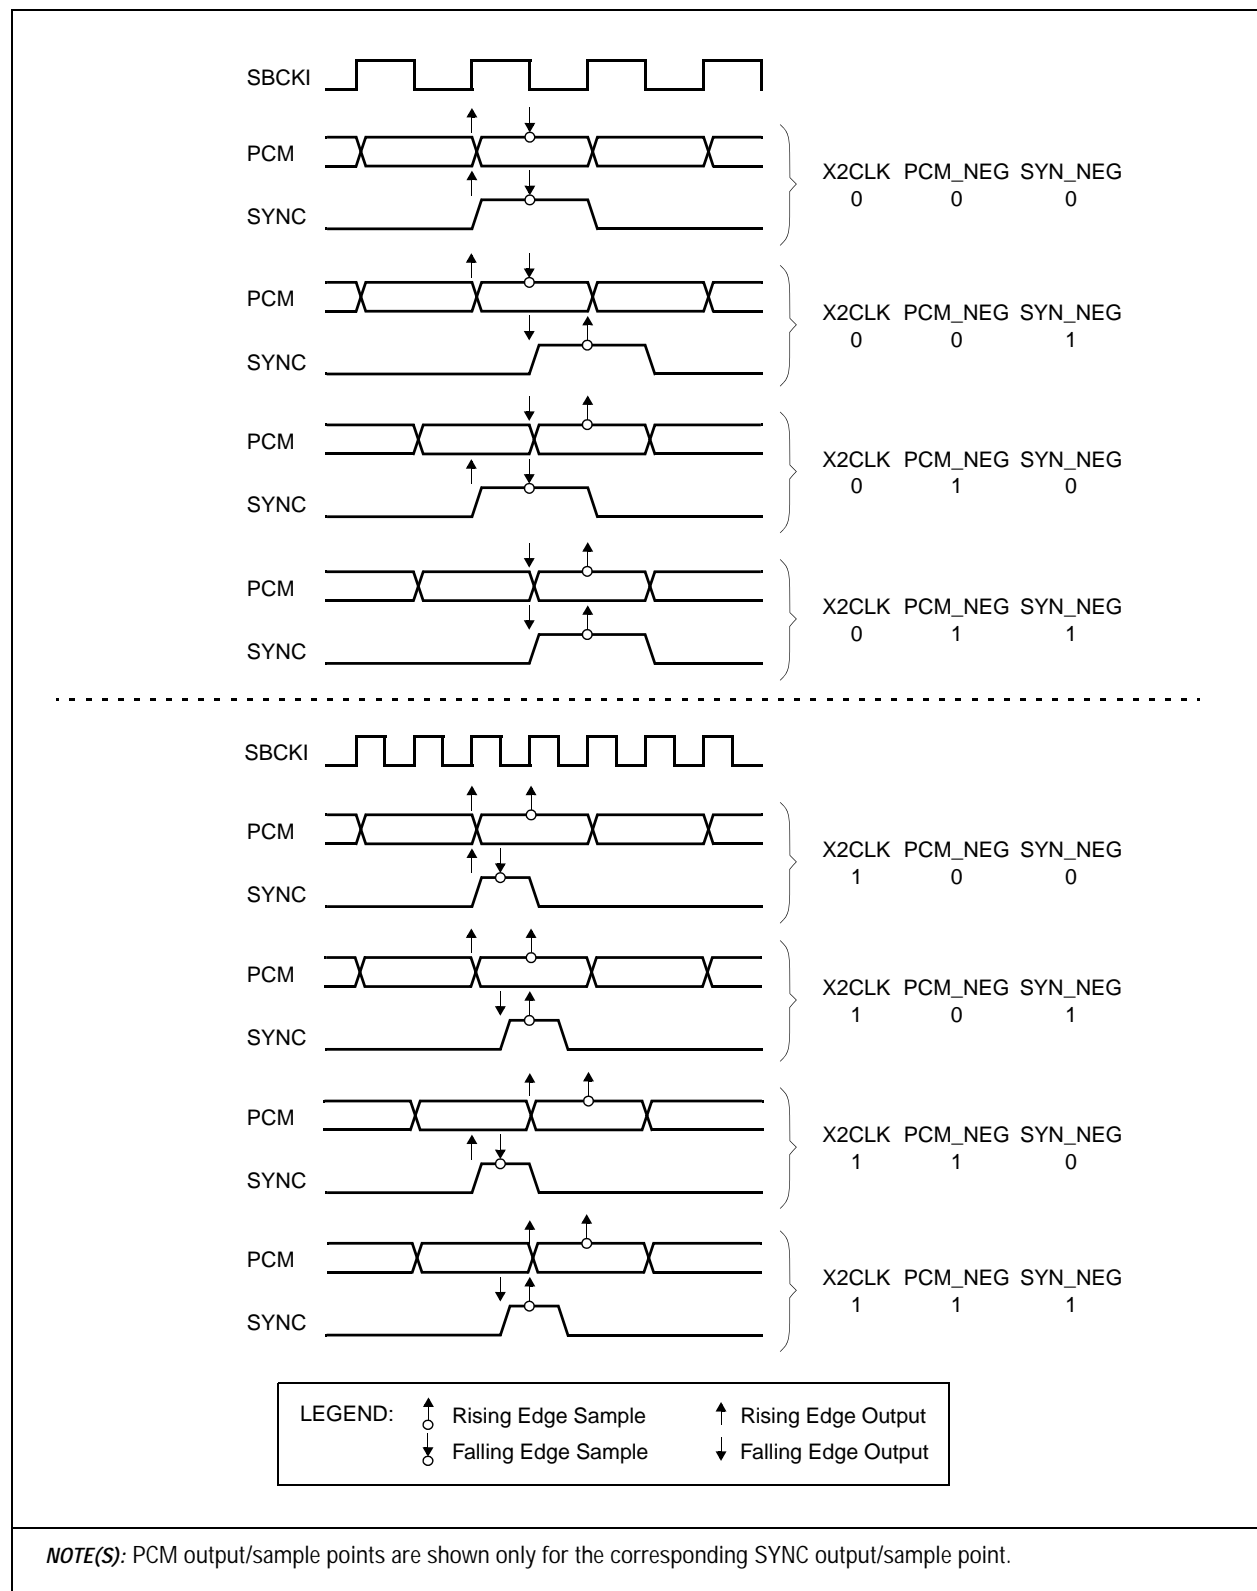 SBCKI
PCM
X2CLK PCM_NEG SYN_NEG
0 0 0
SYNC
PCM
X2CLK PCM_NEG SYN_NEG
0 0 1
SYNC
PCM
X2CLK PCM_NEG SYN_NEG
0 1 0
SYNC
PCM
X2CLK PCM_NEG SYN_NEG
0 1 1
SYNC
SBCKI
PCM
X2CLK PCM_NEG SYN_NEG
1 0 0
SYNC
PCM
X2CLK PCM_NEG SYN_NEG
1 0 1
SYNC
PCM
X2CLK PCM_NEG SYN_NEG
1 1 0
SYNC
PCM
X2CLK PCM_NEG SYN_NEG
1 1 1
SYNC
LEGEND: Rising Edge Sample Rising Edge Output
Falling Edge Sample Falling Edge Output
NOTE(S): PCM output/sample points are shown only for the corresponding SYNC output/sample point.